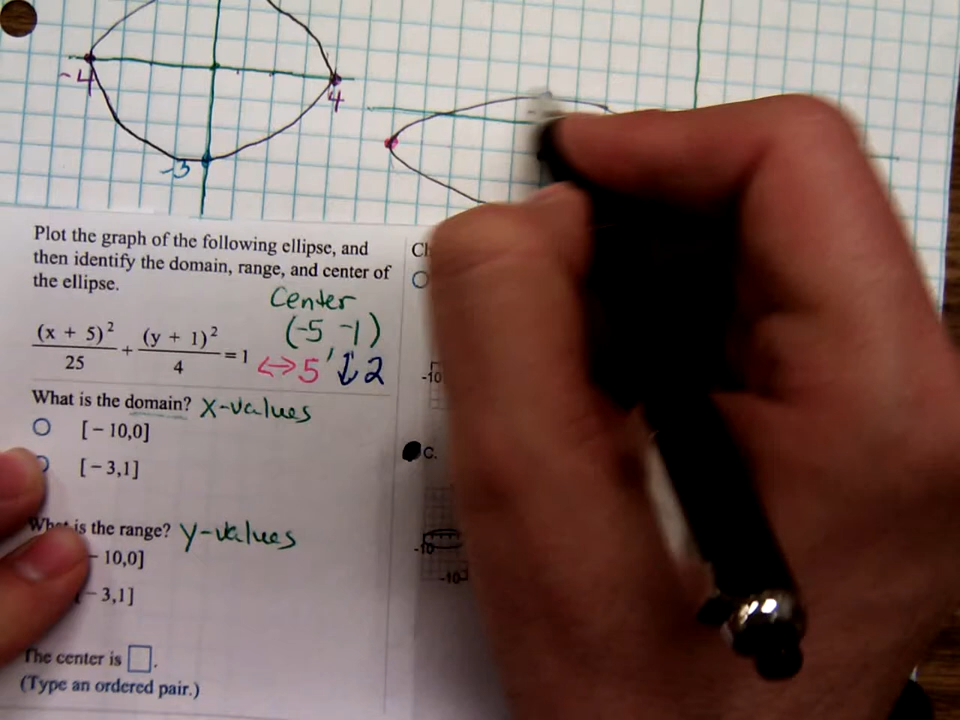 -4
4
-3
Plot the graph of the following ellipse, and
then identify the domain, range, and center of
the ellipse.
Center
(-5, -1)
(x + 5)² / 25 + (y + 1)² / 4 = 1
↔5 ↕2
What is the domain? x-values
[-10,0]
[-3,1]
What is the range? y-values
-10,0]
-3,1]
The center is
(Type an ordered pair.)
Ch
-10
C.
-10
-10